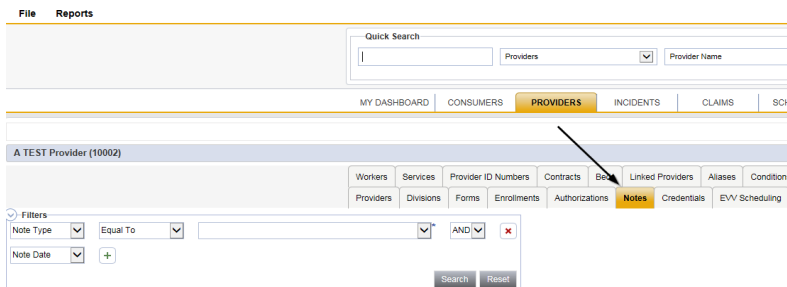 File Reports
Quick Search
Providers Provider Name
MY DASHBOARD CONSUMERS PROVIDERS INCIDENTS CLAIMS SCH
A TEST Provider (10002)
Workers Services Provider ID Numbers Contracts Linked Providers Aliases Condition
Providers Divisions Forms Enrollments Authorizations Notes Credentials EVV Scheduling
Filters
Note Type Equal To * AND
Note Date +
Search Reset